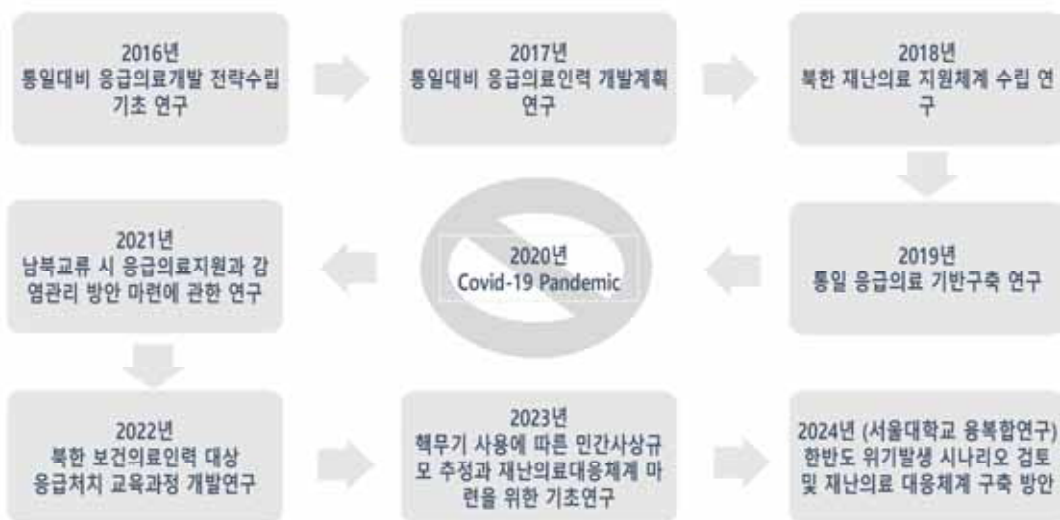 2016년
통일대비 응급의료개발 전략수립
기초 연구
2017년
통일대비 응급의료인력 개발계획
연구
2018년
북한 재난의료 지원체계 수립 연
구
2019년
통일 응급의료 기반구축 연구
2020년
Covid-19 Pandemic
2021년
남북교류 시 응급의료지원과 감
염관리 방안 마련에 관한 연구
2022년
북한 보건의료인력 대상
응급처치 교육과정 개발연구
2023년
핵무기 사용에 따른 민간사상규
모 추정과 재난의료대응체계 마
련을 위한 기초연구
2024년 (서울대학교 융복합연구)
한반도 위기발생 시나리오 검토
및 재난의료 대응체계 구축 방안